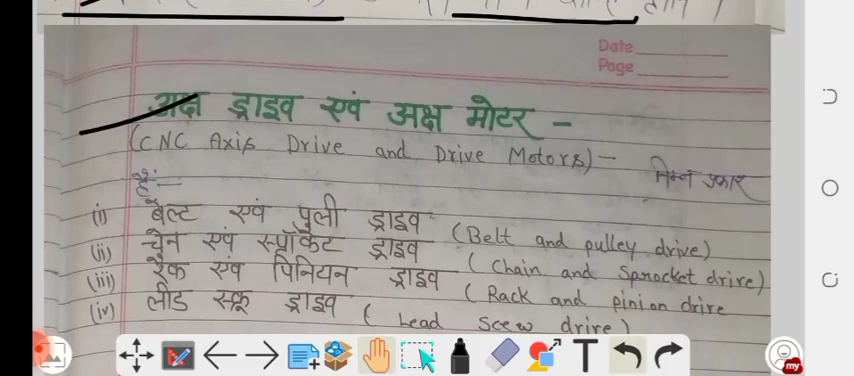 Date
Page
अक्ष ड्राइव एवं अक्ष मोटर -
(CNC Axis Drive and Drive Motors) - निम्न प्रकार
हैं:-
(i) बेल्ट एवं पुली ड्राइव (Belt and pulley drive)
(ii) चेन एवं स्प्रॉकेट ड्राइव (Chain and Sprocket drive)
(iii) रैक एवं पिनियन ड्राइव (Rack and pinion drive
(iv) लीड स्क्रू ड्राइव (Lead Screw drive)
T
my